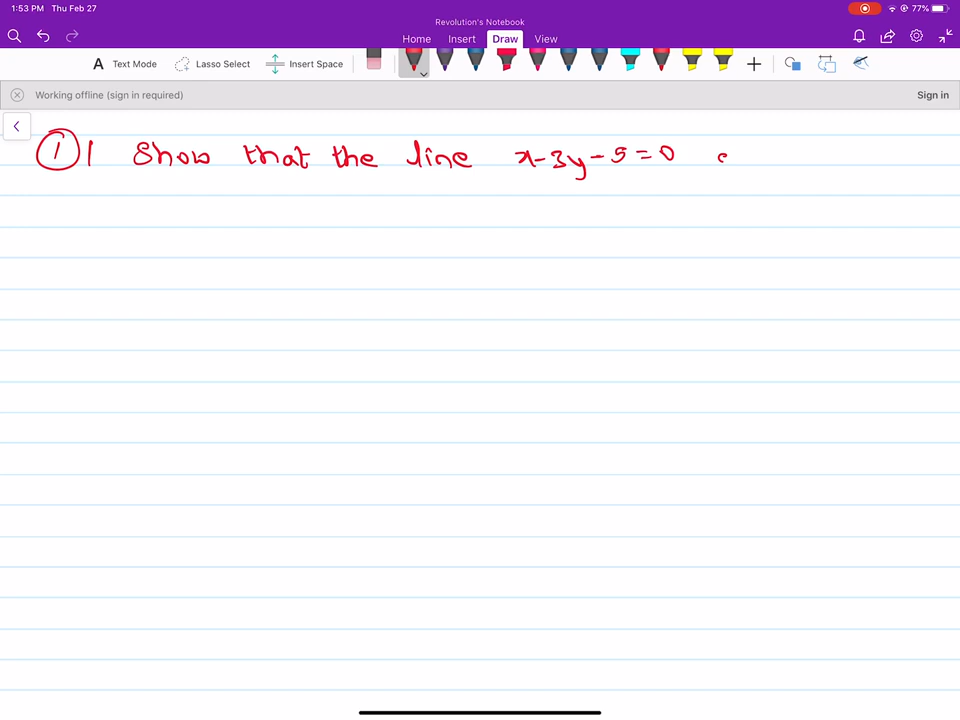 1:53 PM Thu Feb 27
77%
Revolution's Notebook
Home Insert Draw View
A Text Mode Lasso Select Insert Space
Working offline (sign in required) Sign in
① | Show that the line x-3y-5=0 c